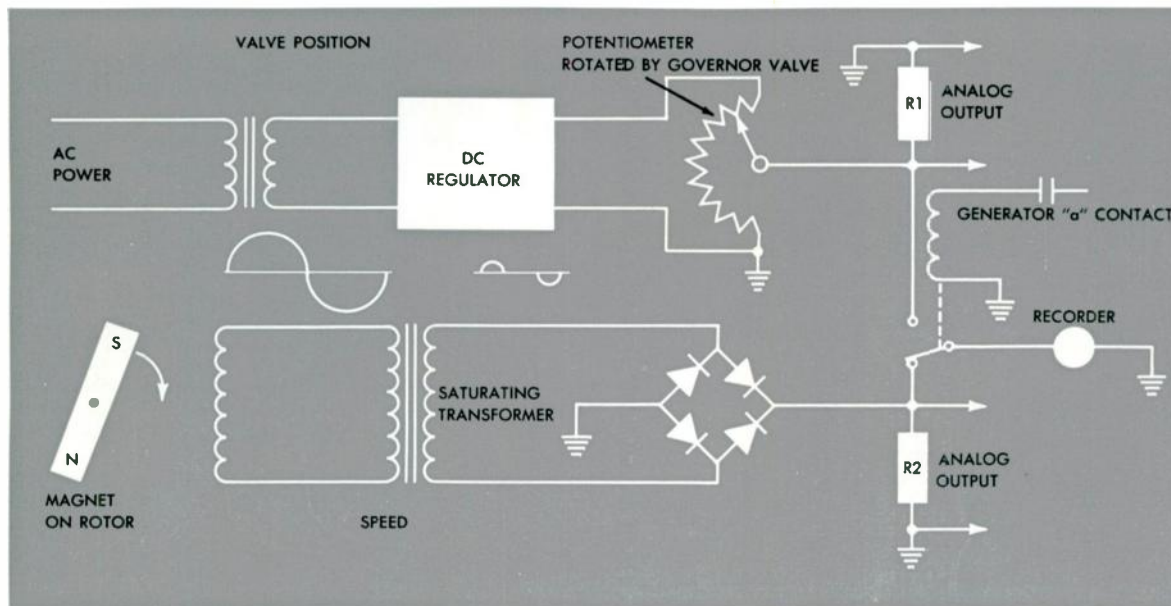 VALVE POSITION
POTENTIOMETER
ROTATED BY GOVERNOR VALVE
AC
POWER
DC
REGULATOR
R1
ANALOG
OUTPUT
GENERATOR "a" CONTACT
RECORDER
S
N
MAGNET
ON ROTOR
SATURATING
TRANSFORMER
SPEED
R2
ANALOG
OUTPUT